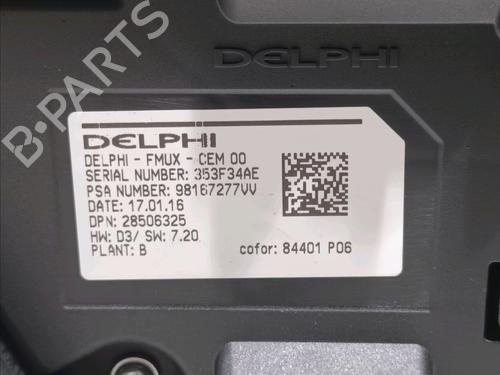 DELPHI
DELPHI
DELPHI - FMUX - CEM 00
SERIAL NUMBER: 353F34AE
PSA NUMBER: 98167277VV
DATE: 17.01.16
DPN: 28506325
HW: D3/ SW: 7.20
PLANT: B
cofor: 84401 P06
B-PARTS